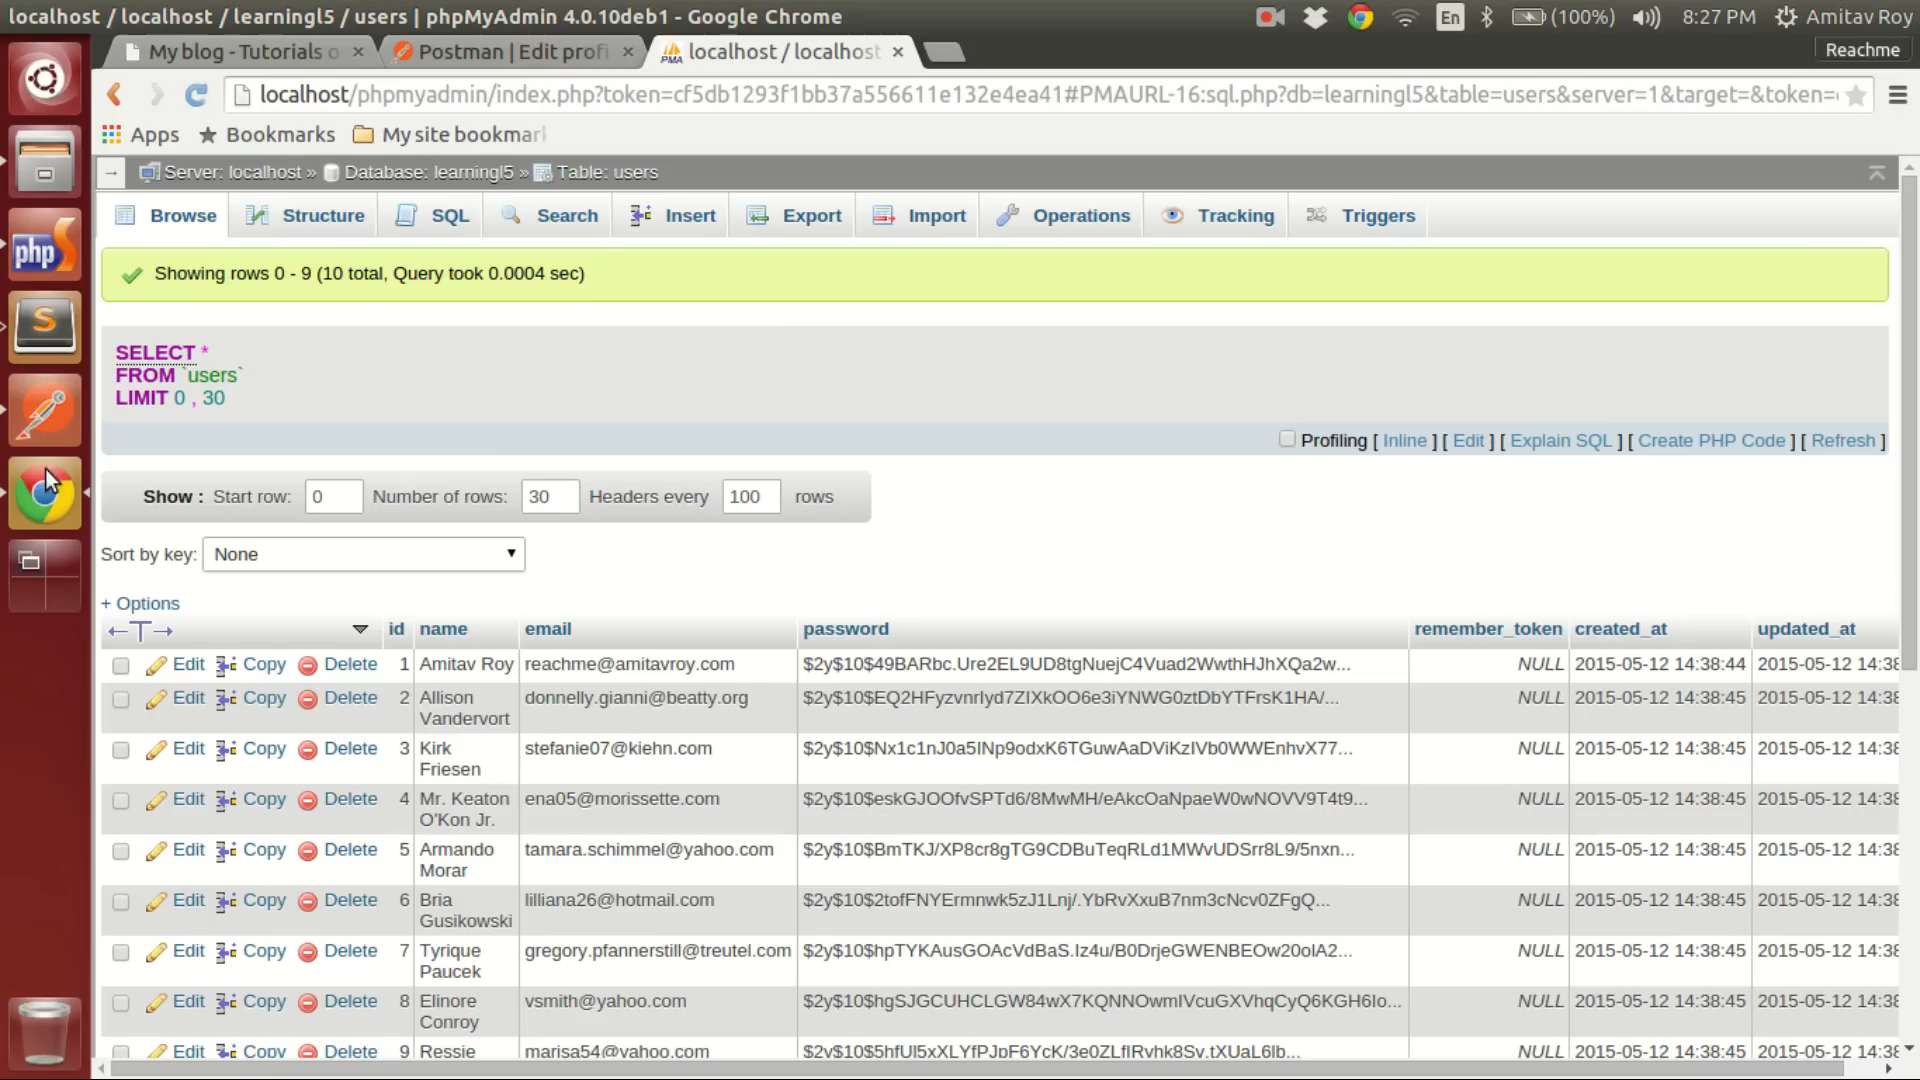 localhost / localhost / learningl5 / users | phpMyAdmin 4.0.10deb1 - Google Chrome
En (100%) 8:27 PM Amitav Roy
My blog - Tutorials o × Postman | Edit profi × localhost / localhost ×
Reachme
localhost/phpmyadmin/index.php?token=cf5db1293f1bb37a556611e132e4ea41#PMAURL-16:sql.php?db=learningl5&table=users&server=1&target=&token=
Apps Bookmarks My site bookmark
Server: localhost » Database: learningl5 » Table: users
Browse Structure SQL Search Insert Export Import Operations Tracking Triggers
Showing rows 0 - 9 (10 total, Query took 0.0004 sec)
SELECT *
FROM `users`
LIMIT 0 , 30
Profiling [ Inline ] [ Edit ] [ Explain SQL ] [ Create PHP Code ] [ Refresh ]
Show : Start row: 0 Number of rows: 30 Headers every 100 rows
Sort by key: None
+ Options
←T→ id name email password remember_token created_at updated_at
Edit Copy Delete 1 Amitav Roy reachme@amitavroy.com $2y$10$49BARbc.Ure2EL9UD8tgNuejC4Vuad2WwthHJhXQa2w... NULL 2015-05-12 14:38:44 2015-05-12 14:38
Edit Copy Delete 2 Allison donnelly.gianni@beatty.org $2y$10$EQ2HFyzvnrIyd7ZIXkOO6e3iYNWG0ztDbYTFrsK1HA/... NULL 2015-05-12 14:38:45 2015-05-12 14:38
Vandervort
Edit Copy Delete 3 Kirk stefanie07@kiehn.com $2y$10$Nx1c1nJ0a5INp9odxK6TGuwAaDViKzIVb0WWEnhvX77... NULL 2015-05-12 14:38:45 2015-05-12 14:38
Friesen
Edit Copy Delete 4 Mr. Keaton ena05@morissette.com $2y$10$eskGJOOfvSPTd6/8MwMH/eAkcOaNpaeW0wNOVV9T4t9... NULL 2015-05-12 14:38:45 2015-05-12 14:38
O'Kon Jr.
Edit Copy Delete 5 Armando tamara.schimmel@yahoo.com $2y$10$BmTKJ/XP8cr8gTG9CDBuTeqRLd1MWvUDSrr8L9/5nxn... NULL 2015-05-12 14:38:45 2015-05-12 14:38
Morar
Edit Copy Delete 6 Bria lilliana26@hotmail.com $2y$10$2tofFNYErmnwk5zJ1Lnj/.YbRvXxuB7nm3cNcv0ZFgQ... NULL 2015-05-12 14:38:45 2015-05-12 14:38
Gusikowski
Edit Copy Delete 7 Tyrique gregory.pfannerstill@treutel.com $2y$10$hpTYKAusGOAcVdBaS.Iz4u/B0DrjeGWENBEOw20olA2... NULL 2015-05-12 14:38:45 2015-05-12 14:38
Paucek
Edit Copy Delete 8 Elinore vsmith@yahoo.com $2y$10$hgSJGCUHCLGW84wX7KQNNOwmIVcuGXVhqCyQ6KGH6Io... NULL 2015-05-12 14:38:45 2015-05-12 14:38
Conroy
Edit Copy Delete 9 Ressie marisa54@yahoo.com $2y$10$5hfUl5xXLYfPJpF6YcK/3e0ZLfIRvhk8Sv.tXUaL6lb... NULL 2015-05-12 14:38:45 2015-05-12 14:38